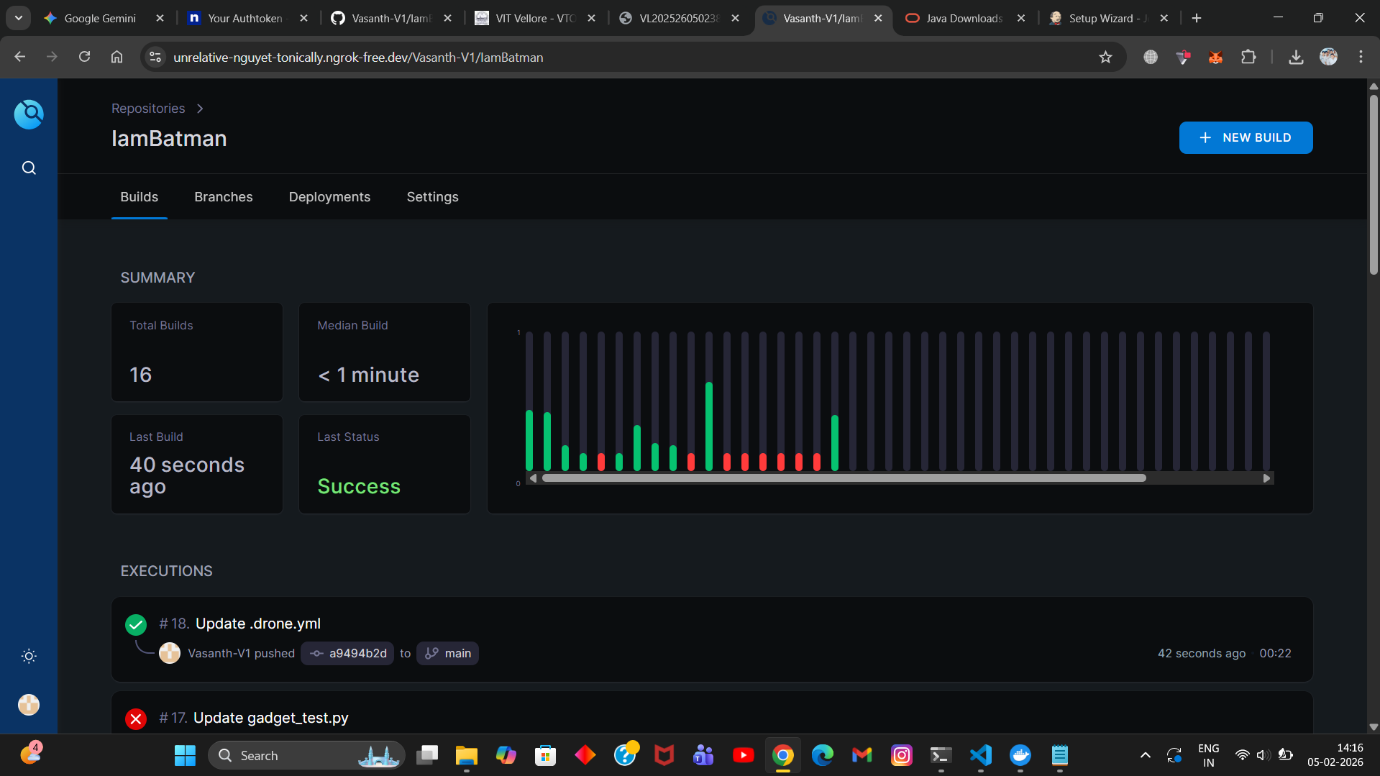 Google Gemini
Your Authtoken
Vasanth-V1/IamI
VIT Vellore - VTO
VL20252605023
Vasanth-V1/IamI
Java Downloads
Setup Wizard - J
unrelative-nguyet-tonically.ngrok-free.dev/Vasanth-V1/IamBatman
Repositories
IamBatman
NEW BUILD
Builds
Branches
Deployments
Settings
SUMMARY
Total Builds
16
Median Build
< 1 minute
Last Build
40 seconds
ago
Last Status
Success
1
0
EXECUTIONS
# 18. Update .drone.yml
Vasanth-V1 pushed a9494b2d to main
42 seconds ago · 00:22
# 17. Update gadget_test.py
4
Search
ENG
IN
14:16
05-02-2026